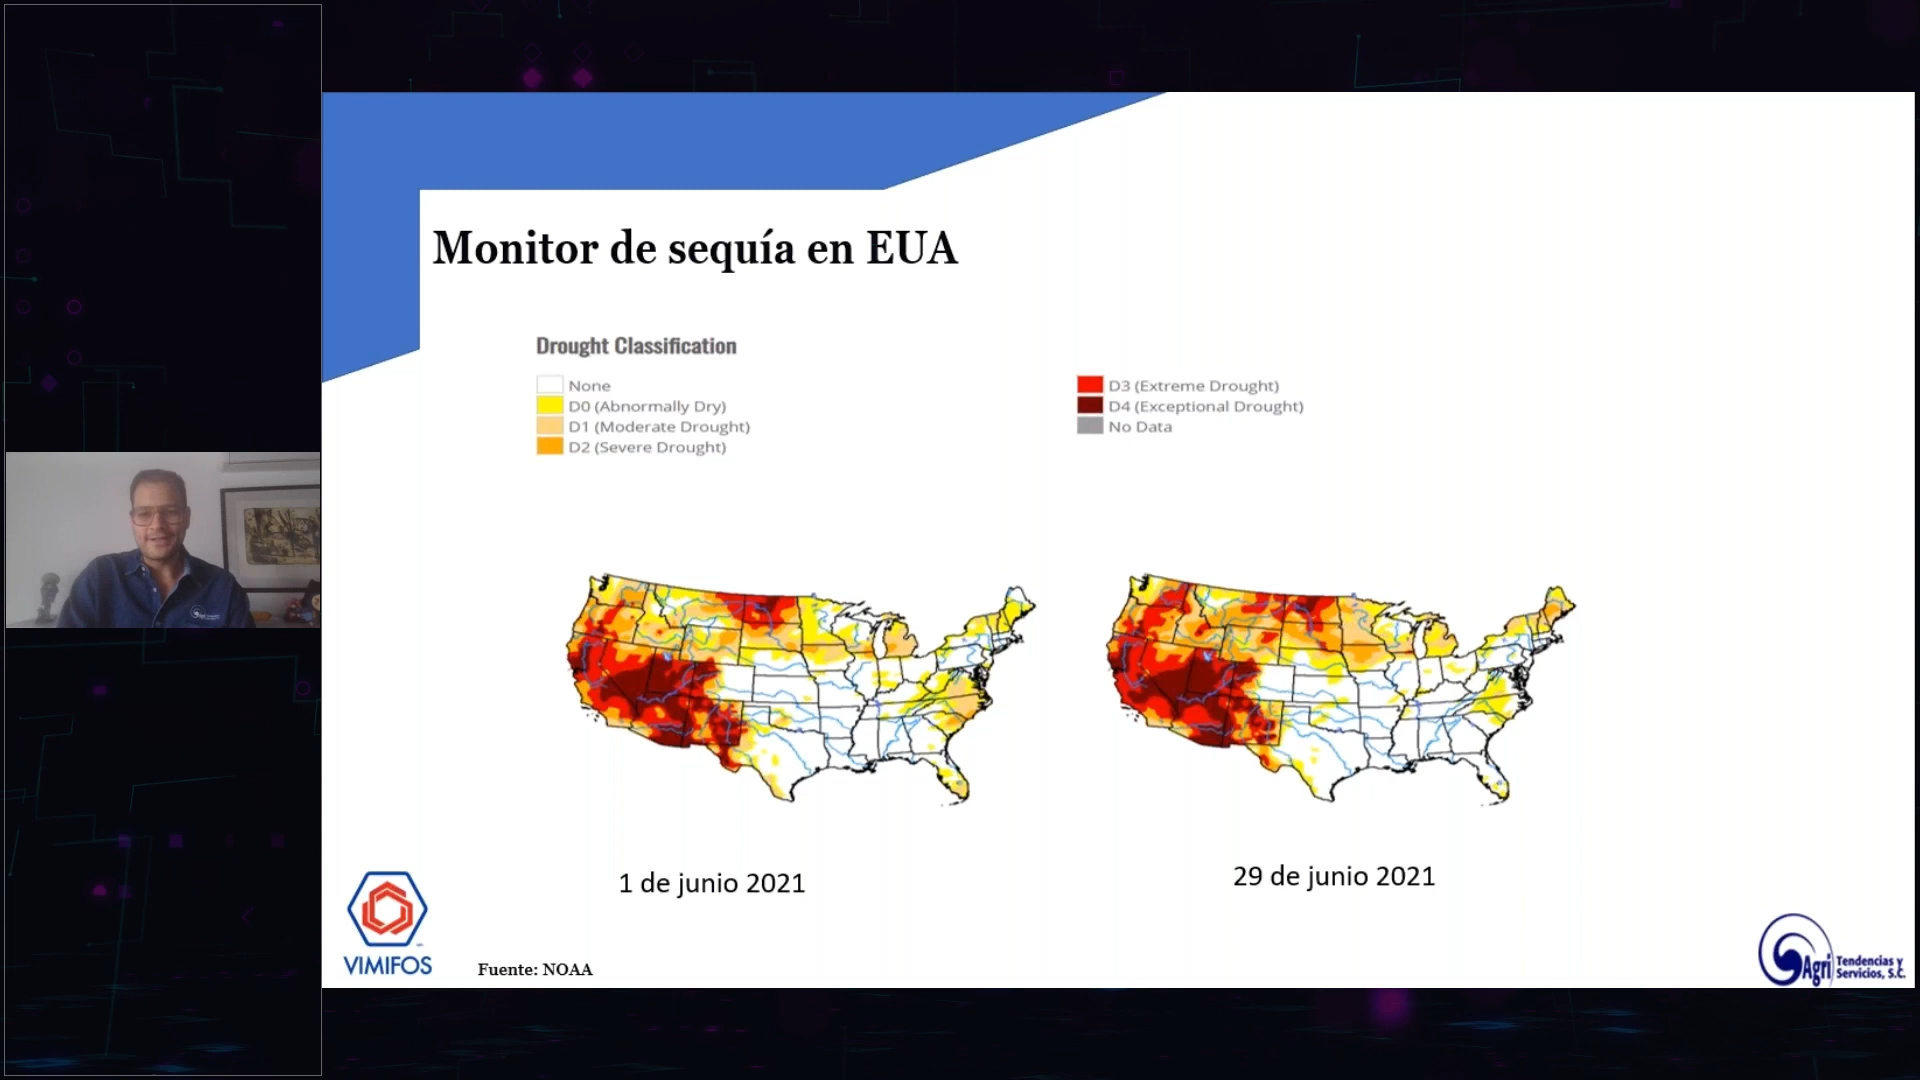 Monitor de sequía en EUA
Drought Classification
None
D0 (Abnormally Dry)
D1 (Moderate Drought)
D2 (Severe Drought)
D3 (Extreme Drought)
D4 (Exceptional Drought)
No Data
1 de junio 2021
29 de junio 2021
VIMIFOS
Fuente: NOAA
Agri
Tendencias y
Servicios, S.C.